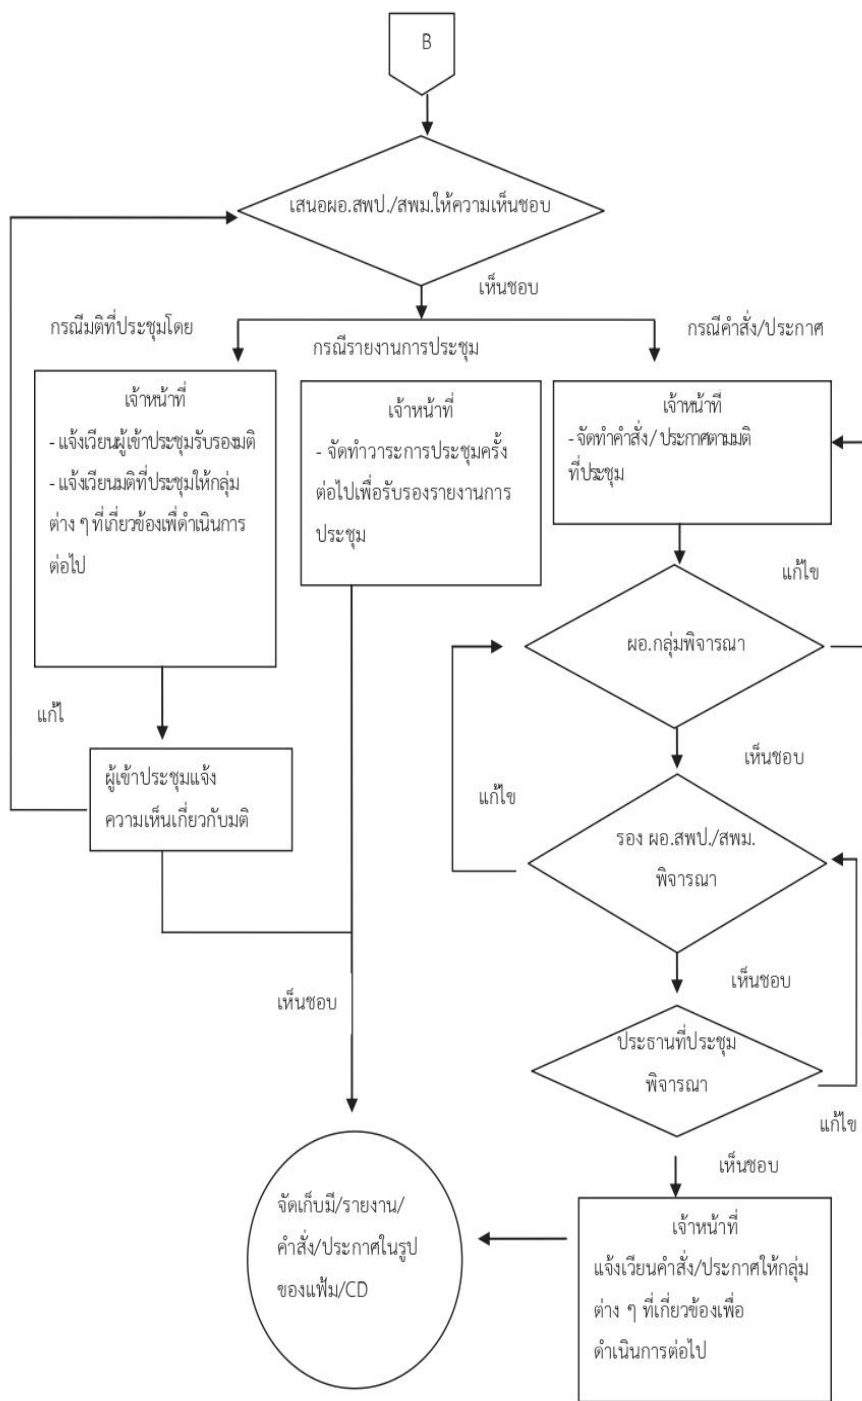 B
เสนอผอ.สพป./สพม.ให้ความเห็นชอบ
เห็นชอบ
กรณีมติที่ประชุมโดย
กรณีรายงานการประชุม
กรณีคำสั่ง/ประกาศ
เจ้าหน้าที่
- แจ้งเวียนผู้เข้าประชุมรับรองมติ
- แจ้งเวียนมติที่ประชุมให้กลุ่ม
ต่าง ๆ ที่เกี่ยวข้องเพื่ดำเนินการ
ต่อไป
เจ้าหน้าที่
- จัดทำวาระการประชุมครั้ง
ต่อไปเพื่อรับรองรายงานการ
ประชุม
เจ้าหน้าที่
- จัดทำคำสั่ง/ ประกาศตามมติ
ที่ประชุม
แก้ไข
ผอ.กลุ่มพิจารณา
แก้ไ
เห็นชอบ
ผู้เข้าประชุมแจ้ง
ความเห็นเกี่ยวกับมติ
แก้ไข
รอง ผอ.สพป./สพม.
พิจารณา
เห็นชอบ
เห็นชอบ
ประธานที่ประชุม
พิจารณา
แก้ไข
เห็นชอบ
จัดเก็บมี/รายงาน/
คำสั่ง/ประกาศในรูป
ของแฟ้ม/CD
เจ้าหน้าที่
แจ้งเวียนคำสั่ง/ประกาศให้กลุ่ม
ต่าง ๆ ที่เกี่ยวข้องเพื่อ
ดำเนินการต่อไป